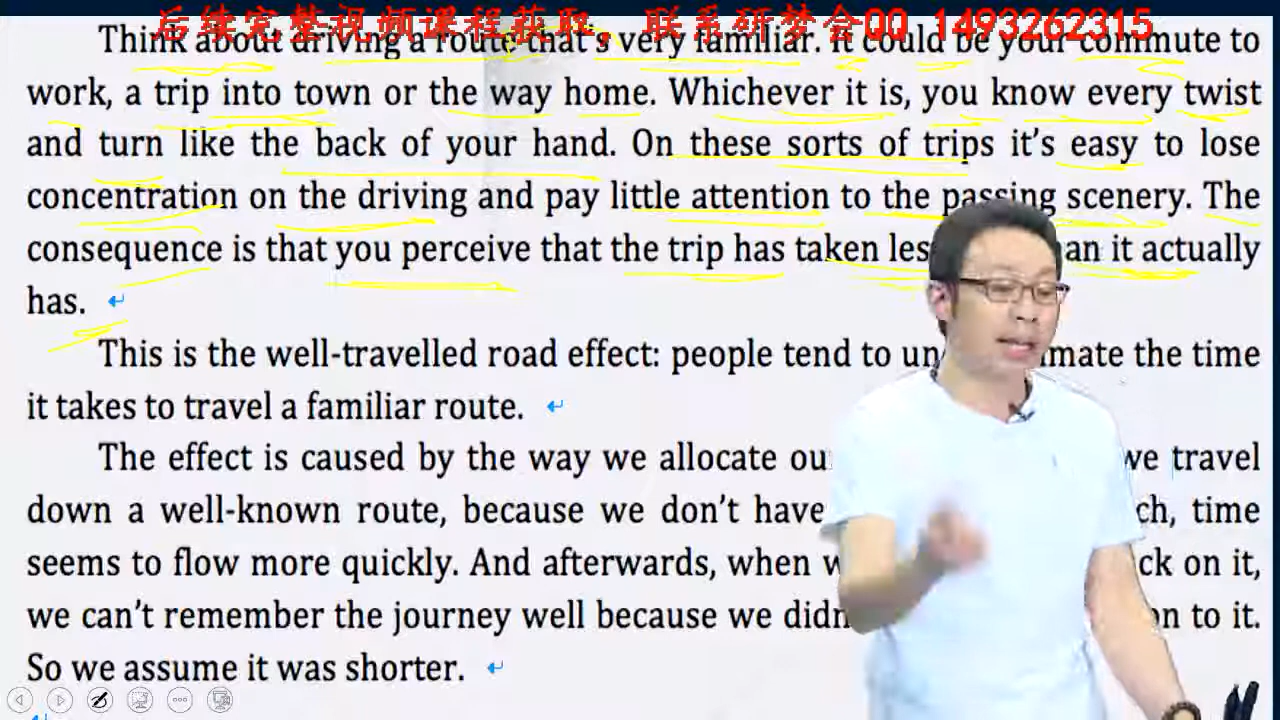 后续完整视频课程获取，联系研梦会QQ 1493262315
Think about driving a route that's very familiar. It could be your commute to
work, a trip into town or the way home. Whichever it is, you know every twist
and turn like the back of your hand. On these sorts of trips it's easy to lose
concentration on the driving and pay little attention to the passing scenery. The
consequence is that you perceive that the trip has taken les an it actually
has.
This is the well-travelled road effect: people tend to un mate the time
it takes to travel a familiar route.
The effect is caused by the way we allocate ou we travel
down a well-known route, because we don't have ch, time
seems to flow more quickly. And afterwards, when w ck on it,
we can't remember the journey well because we didn on to it.
So we assume it was shorter.